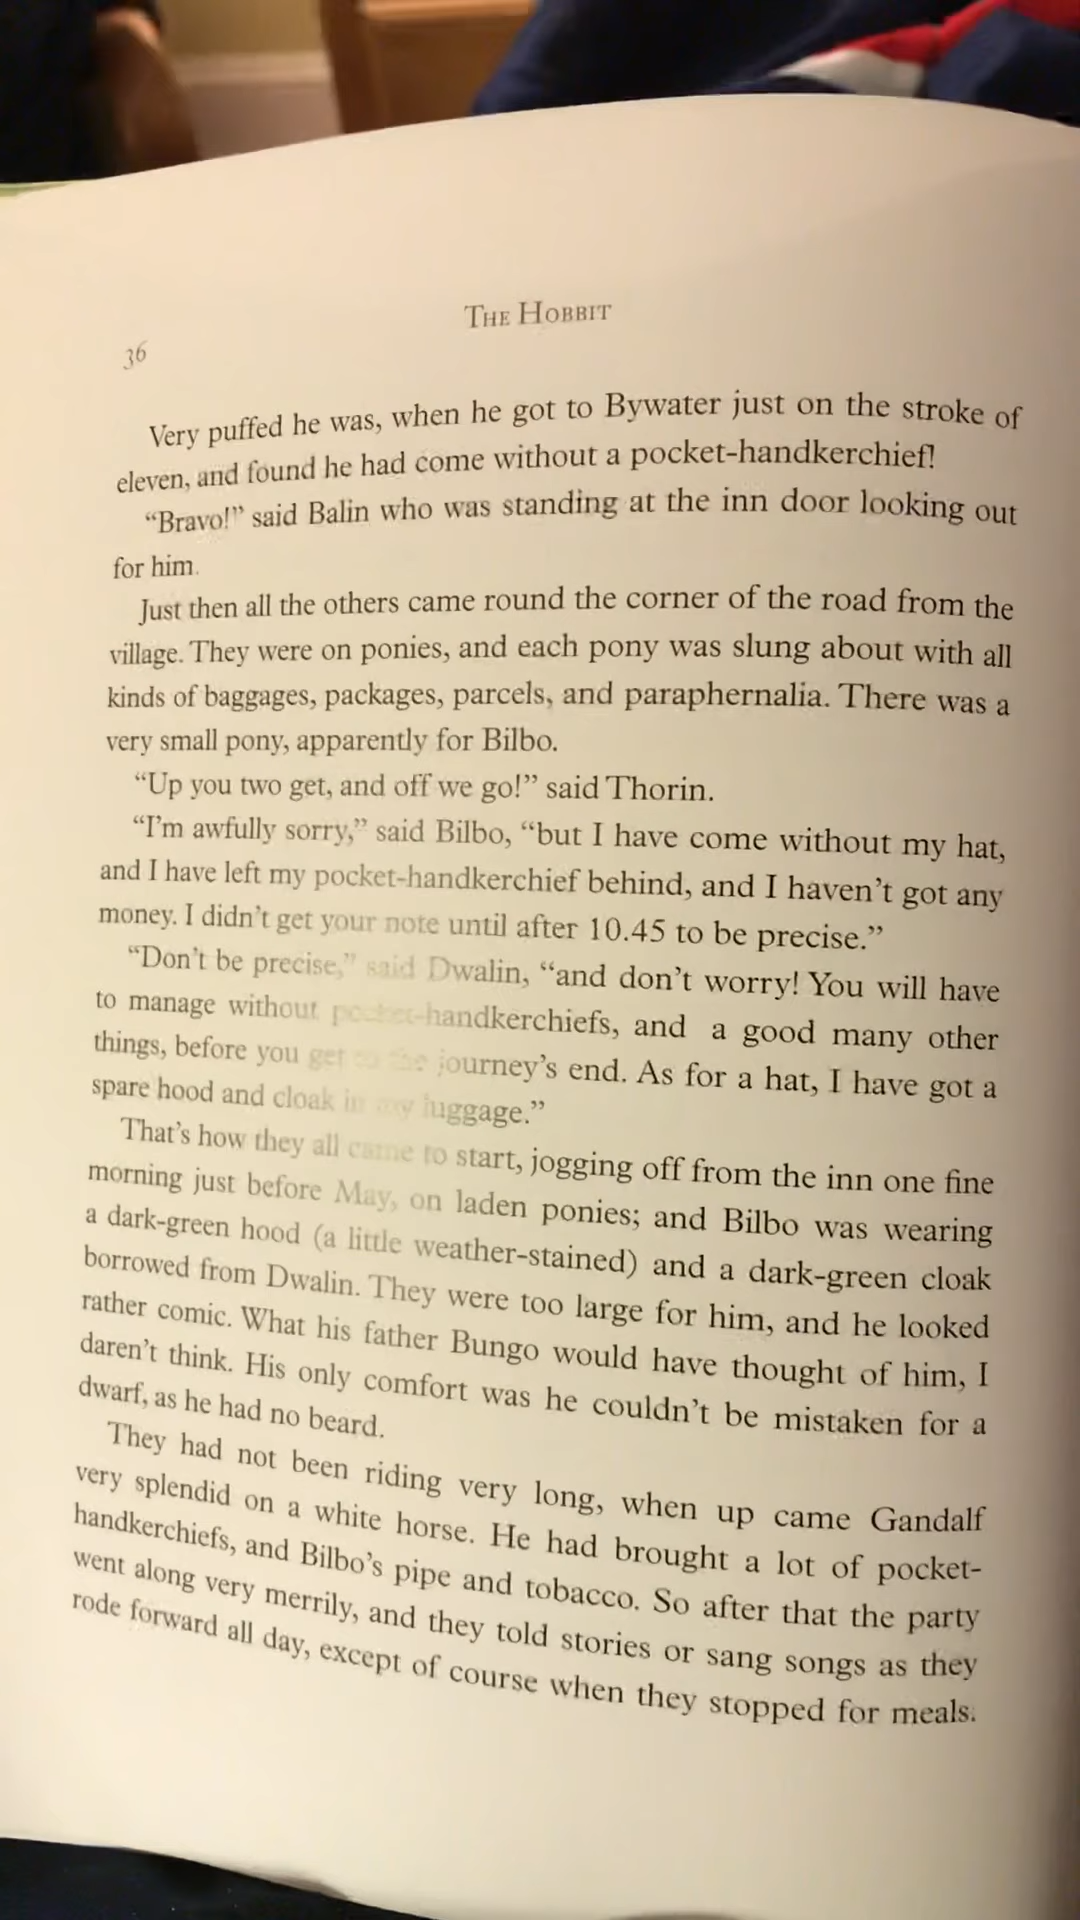 THE HOBBIT
36
Very puffed he was, when he got to Bywater just on the stroke of
eleven, and found he had come without a pocket-handkerchief!
“Bravo!” said Balin who was standing at the inn door looking out
for him.
Just then all the others came round the corner of the road from the
village. They were on ponies, and each pony was slung about with all
kinds of baggages, packages, parcels, and paraphernalia. There was a
very small pony, apparently for Bilbo.
“Up you two get, and off we go!” said Thorin.
“I’m awfully sorry,” said Bilbo, “but I have come without my hat,
and I have left my pocket-handkerchief behind, and I haven’t got any
money. I didn’t get your note until after 10.45 to be precise.”
“Don’t be precise,” said Dwalin, “and don’t worry! You will have
to manage without pocket-handkerchiefs, and a good many other
things, before you get to the journey’s end. As for a hat, I have got a
spare hood and cloak in my luggage.”
That’s how they all came to start, jogging off from the inn one fine
morning just before May, on laden ponies; and Bilbo was wearing
a dark-green hood (a little weather-stained) and a dark-green cloak
borrowed from Dwalin. They were too large for him, and he looked
rather comic. What his father Bungo would have thought of him, I
daren’t think. His only comfort was he couldn’t be mistaken for a
dwarf, as he had no beard.
They had not been riding very long, when up came Gandalf
very splendid on a white horse. He had brought a lot of pocket-
handkerchiefs, and Bilbo’s pipe and tobacco. So after that the party
went along very merrily, and they told stories or sang songs as they
rode forward all day, except of course when they stopped for meals.